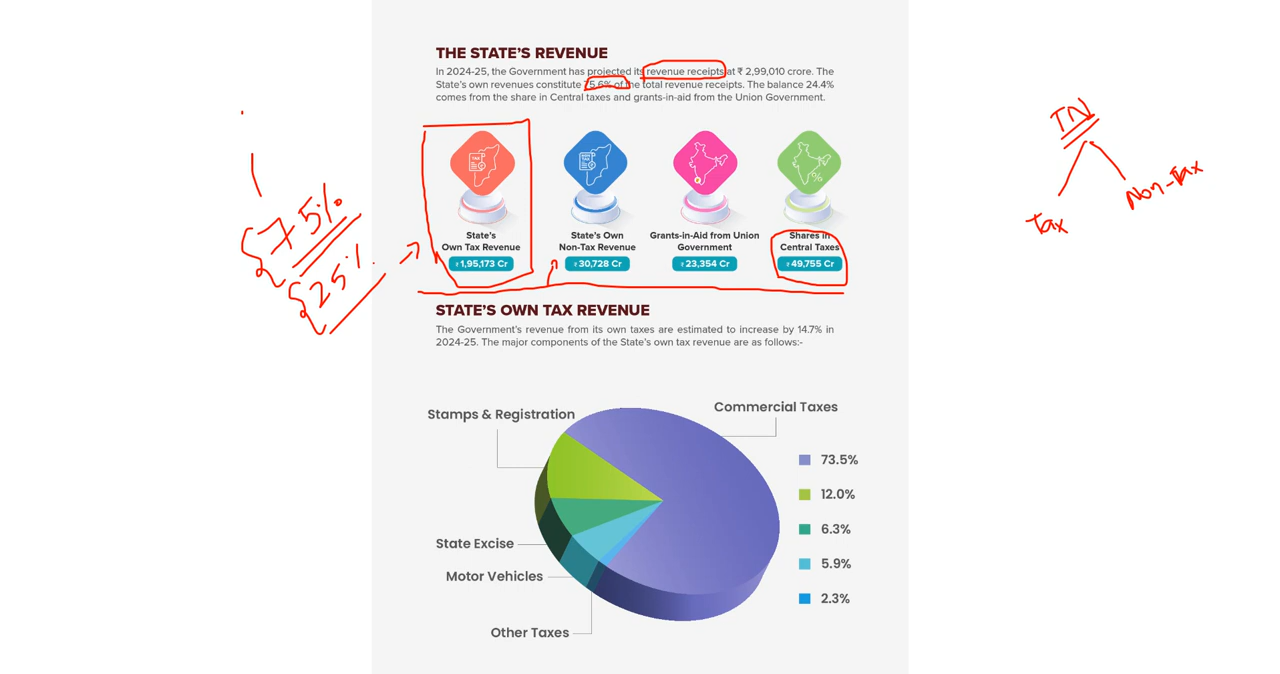 THE STATE'S REVENUE
In 2024-25, the Government has projected its revenue receipts at ₹ 2,99,010 crore. The
State's own revenues constitute 75.6% of the total revenue receipts. The balance 24.4%
comes from the share in Central taxes and grants-in-aid from the Union Government.
TN
Tax
Non-Tax
75%
25%
TAX
%
State's
Own Tax Revenue
₹1,95,173 Cr
State's Own
Non-Tax Revenue
₹30,728 Cr
Grants-in-Aid from Union
Government
₹23,354 Cr
Shares in
Central Taxes
₹49,755 Cr
STATE'S OWN TAX REVENUE
The Government's revenue from its own taxes are estimated to increase by 14.7% in
2024-25. The major components of the State's own tax revenue are as follows:-
Stamps & Registration
Commercial Taxes
73.5%
12.0%
6.3%
5.9%
2.3%
State Excise
Motor Vehicles
Other Taxes